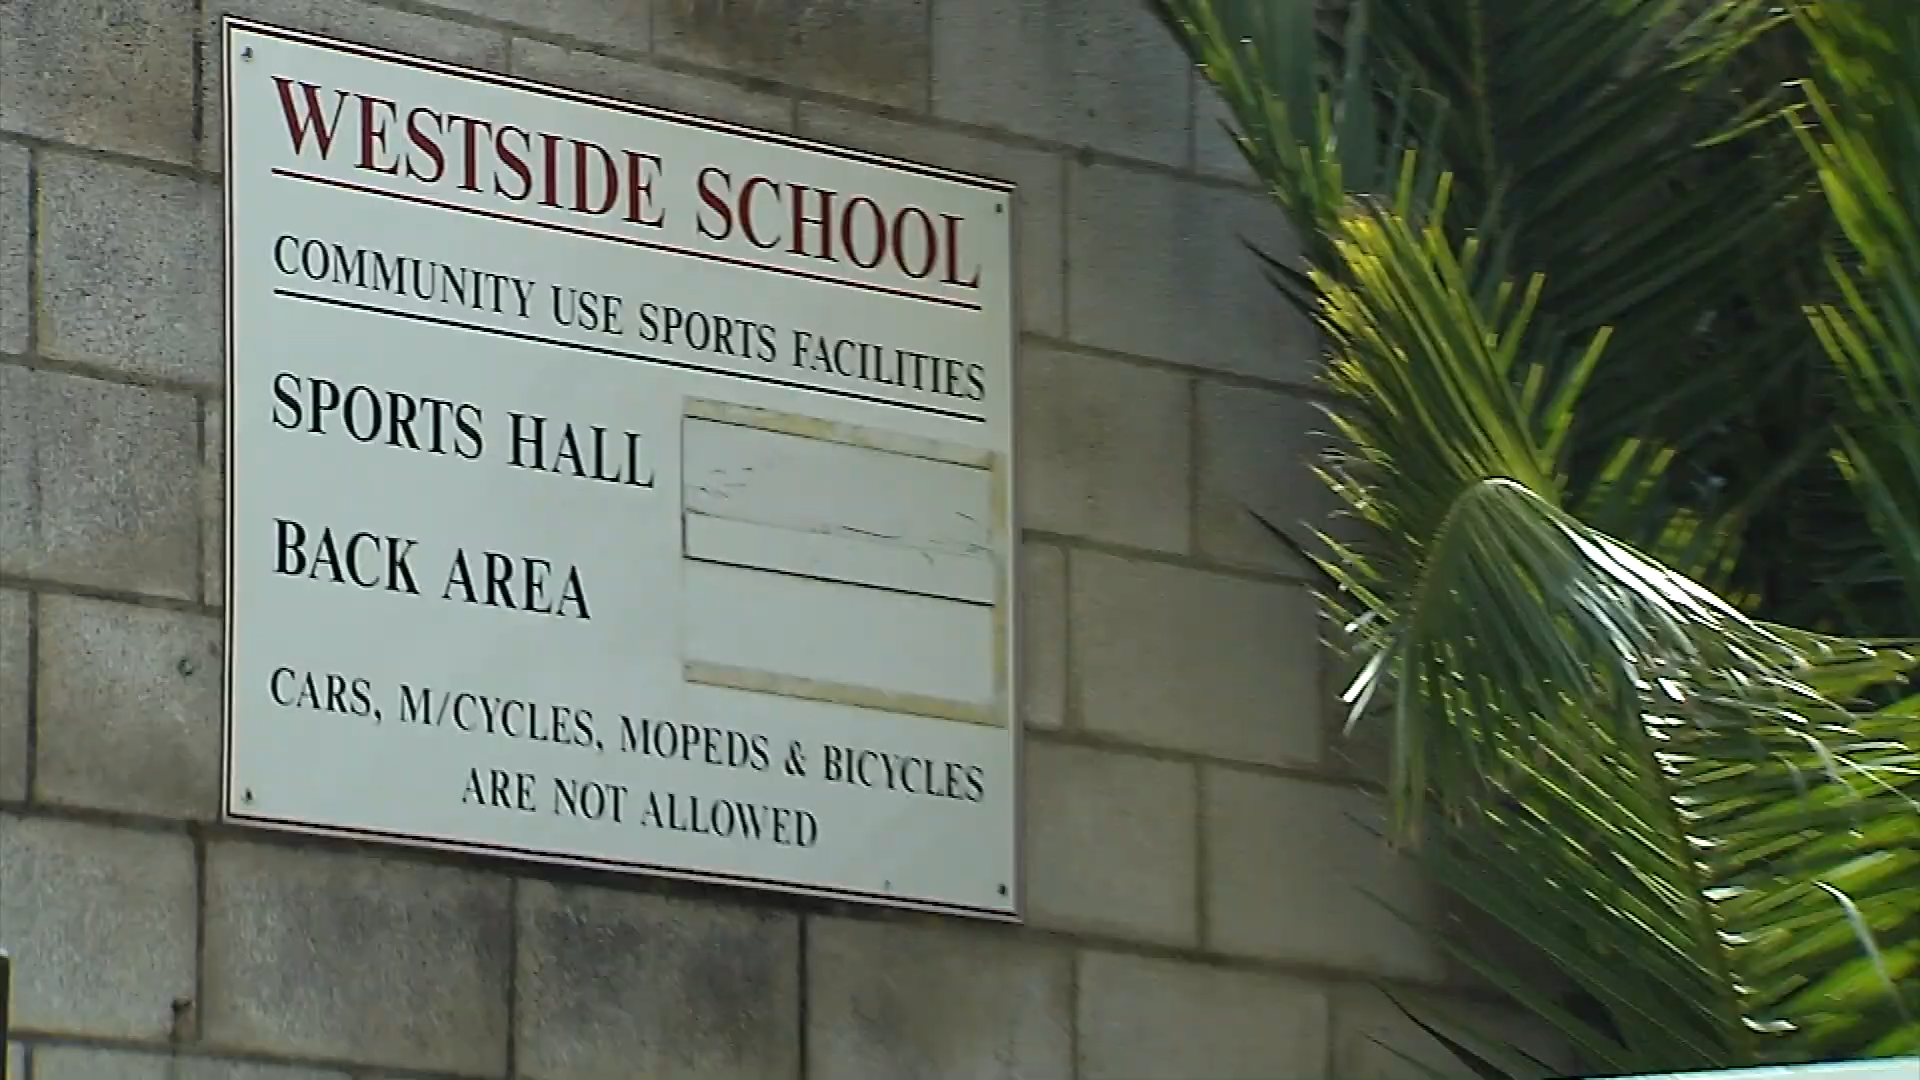 WESTSIDE SCHOOL
COMMUNITY USE SPORTS FACILITIES
SPORTS HALL
BACK AREA
CARS, M/CYCLES, MOPEDS & BICYCLES
ARE NOT ALLOWED